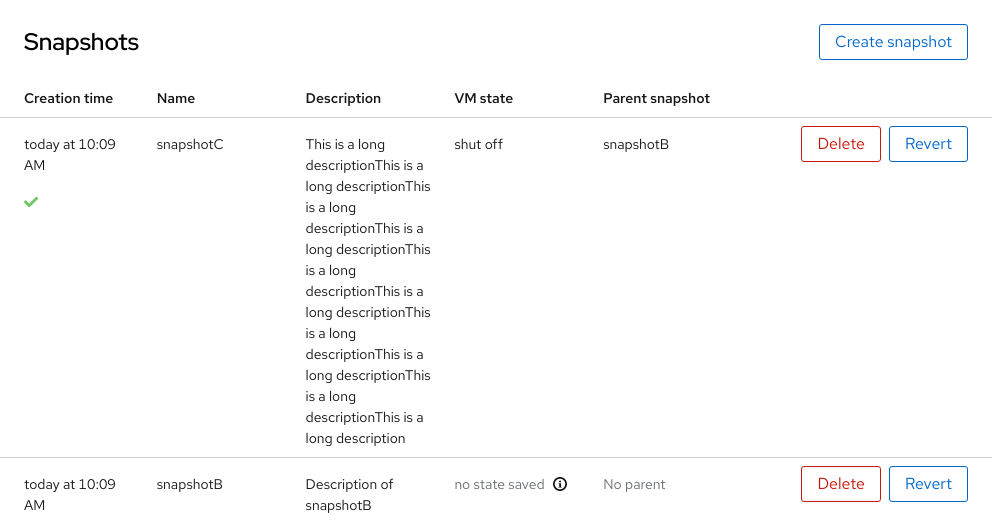 Snapshots
Create snapshot
Creation time Name Description VM state Parent snapshot
today at 10:09 AM
snapshotC
This is a long
descriptionThis is a
long descriptionThis
is a long
descriptionThis is a
long descriptionThis
is a long
descriptionThis is a
long descriptionThis
is a long
descriptionThis is a
long descriptionThis
is a long
descriptionThis is a
long description
shut off
snapshotB
Delete
Revert
today at 10:09
AM
snapshotB
Description of
snapshotB
no state saved
No parent
Delete
Revert